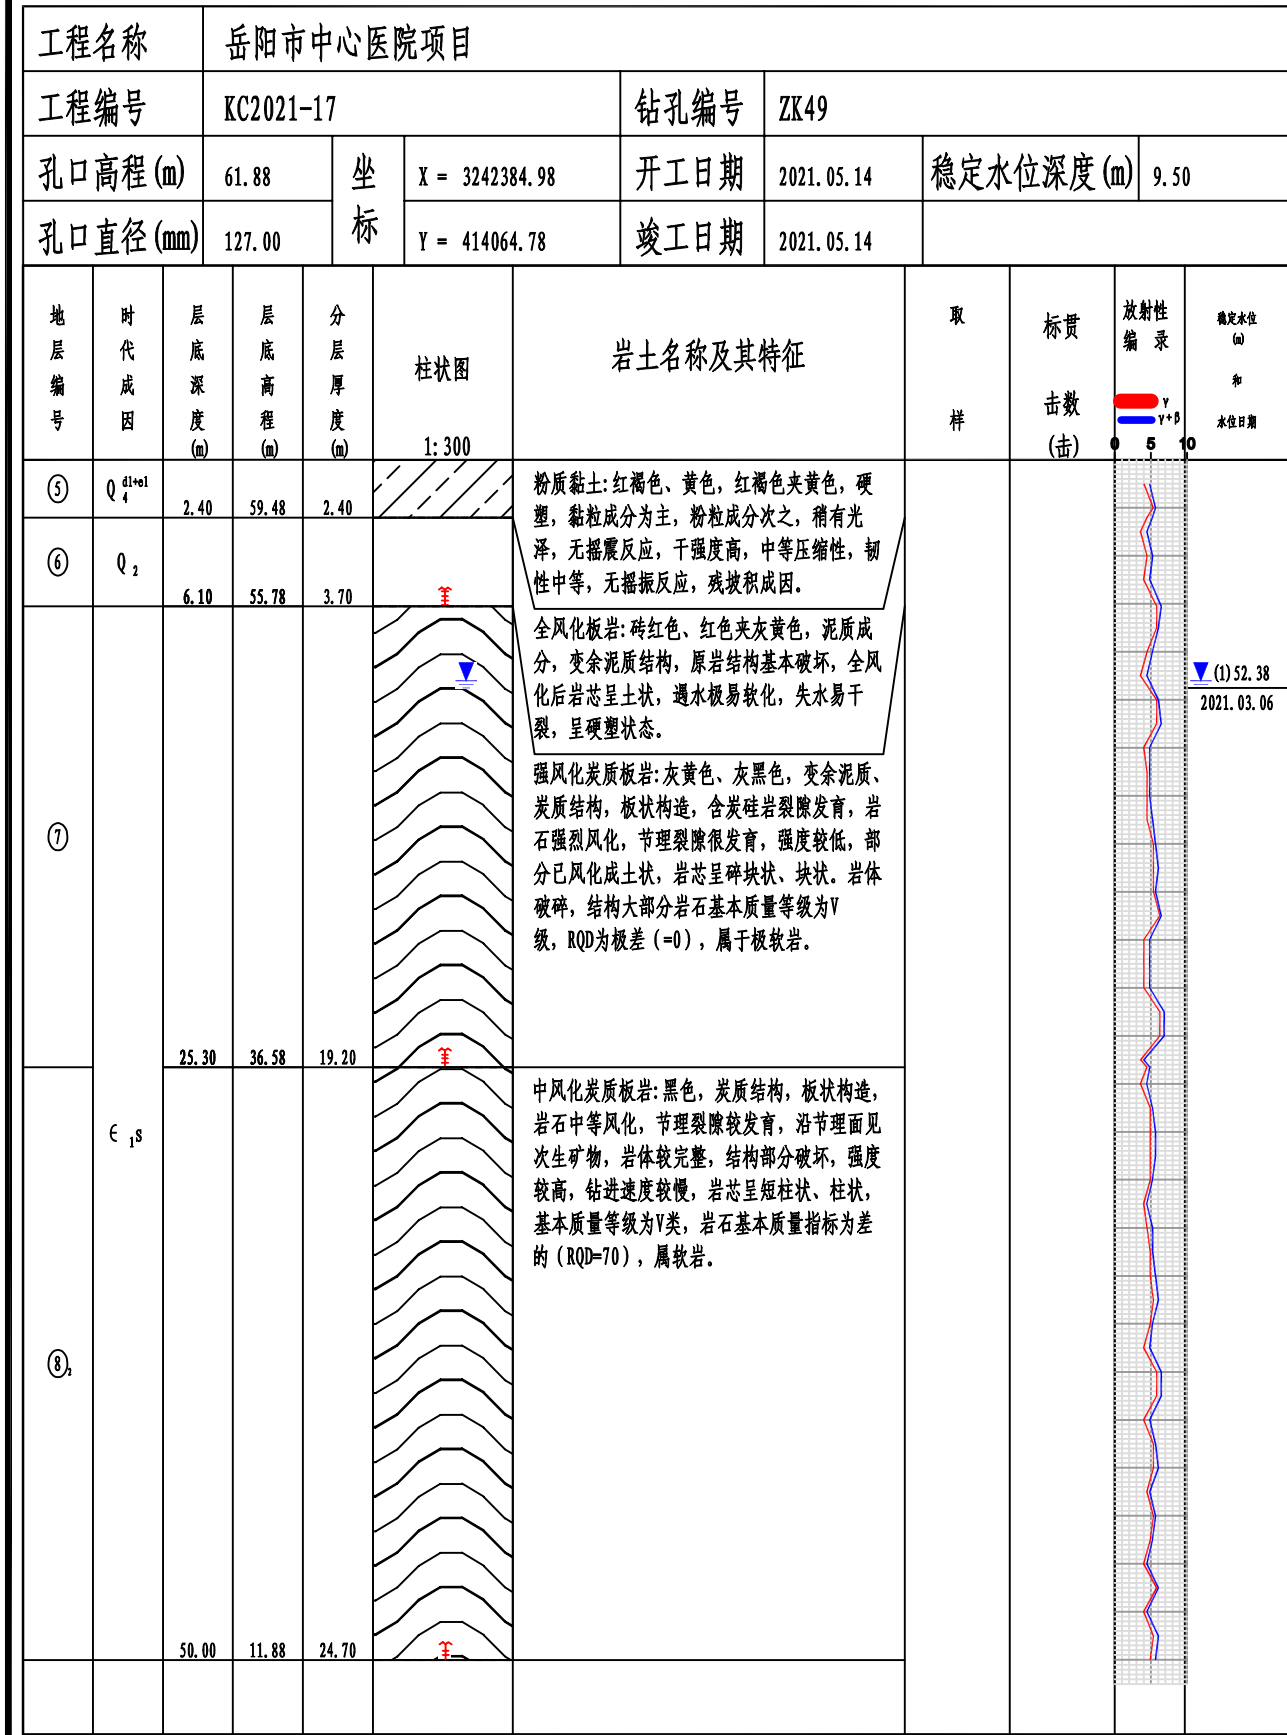 工程名称 岳阳市中心医院项目
工程编号 KC2021-17 钻孔编号 ZK49
孔口高程(m) 61.88 坐标 X = 3242384.98 开工日期 2021.05.14 稳定水位深度(m) 9.50
孔口直径(mm) 127.00 Y = 414064.78 竣工日期 2021.05.14
地层编号 时代成因 层底深度(m) 层底高程(m) 分层厚度(m) 柱状图 1:300 岩土名称及其特征 取样 标贯击数(击) 放射性编录 稳定水位(m)和水位日期
γ
γ+β
0 5 10
⑤ Q4 dl+el 2.40 59.48 2.40
粉质黏土:红褐色、黄色，红褐色夹黄色，硬
塑，黏粒成分为主，粉粒成分次之，稍有光
泽，无摇震反应，干强度高，中等压缩性，韧
性中等，无摇振反应，残坡积成因。
⑥ Q2 6.10 55.78 3.70
全风化板岩:砖红色、红色夹灰黄色，泥质成
分，变余泥质结构，原岩结构基本破坏，全风
化后岩芯呈土状，遇水极易软化，失水易干
裂，呈硬塑状态。
(1)52.38
2021.03.06
⑦ 25.30 36.58 19.20
强风化炭质板岩:灰黄色、灰黑色，变余泥质、
炭质结构，板状构造，含炭硅岩裂隙发育，岩
石强烈风化，节理裂隙很发育，强度较低，部
分已风化成土状，岩芯呈碎块状、块状。岩体
破碎，结构大部分岩石基本质量等级为V
级，RQD为极差（=0），属于极软岩。
∈1s
⑧2 50.00 11.88 24.70
中风化炭质板岩:黑色，炭质结构，板状构造，
岩石中等风化，节理裂隙较发育，沿节理面见
次生矿物，岩体较完整，结构部分破坏，强度
较高，钻进速度较慢，岩芯呈短柱状、柱状，
基本质量等级为V类，岩石基本质量指标为差
的（RQD=70），属软岩。